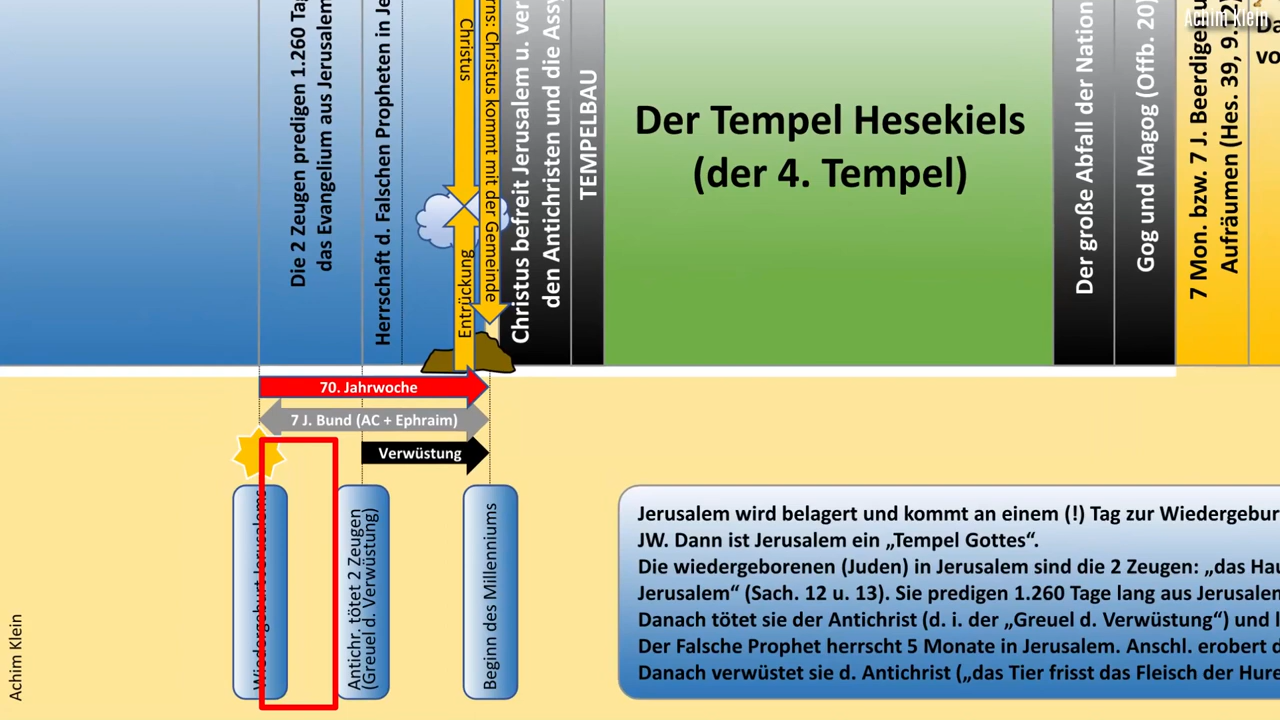 Achim Klein
Die 2 Zeugen predigen 1.260 Tag
das Evangelium aus Jerusalem
Herrschaft d. Falschen Propheten in Je
Christus
Entrückung
rns: Christus kommt mit der Gemeinde
Christus befreit Jerusalem u. ver
den Antichristen und die Assy
TEMPELBAU
Der Tempel Hesekiels
(der 4. Tempel)
Der große Abfall der Nation
Gog und Magog (Offb. 20)
7 Mon. bzw. 7 J. Beerdigen u
Aufräumen (Hes. 39, 9.
Da
vo
70. Jahrwoche
7 J. Bund (AC + Ephraim)
Verwüstung
Wiedergeburt Jerusalems
Antichr. tötet 2 Zeugen
(Greuel d. Verwüstung)
Beginn des Millenniums
Jerusalem wird belagert und kommt an einem (!) Tag zur Wiedergebur
JW. Dann ist Jerusalem ein „Tempel Gottes“.
Die wiedergeborenen (Juden) in Jerusalem sind die 2 Zeugen: „das Hau
Jerusalem“ (Sach. 12 u. 13). Sie predigen 1.260 Tage lang aus Jerusalem
Danach tötet sie der Antichrist (d. i. der „Greuel d. Verwüstung“) und l
Der Falsche Prophet herrscht 5 Monate in Jerusalem. Anschl. erobert d
Danach verwüstet sie d. Antichrist („das Tier frisst das Fleisch der Hure
Achim Klein